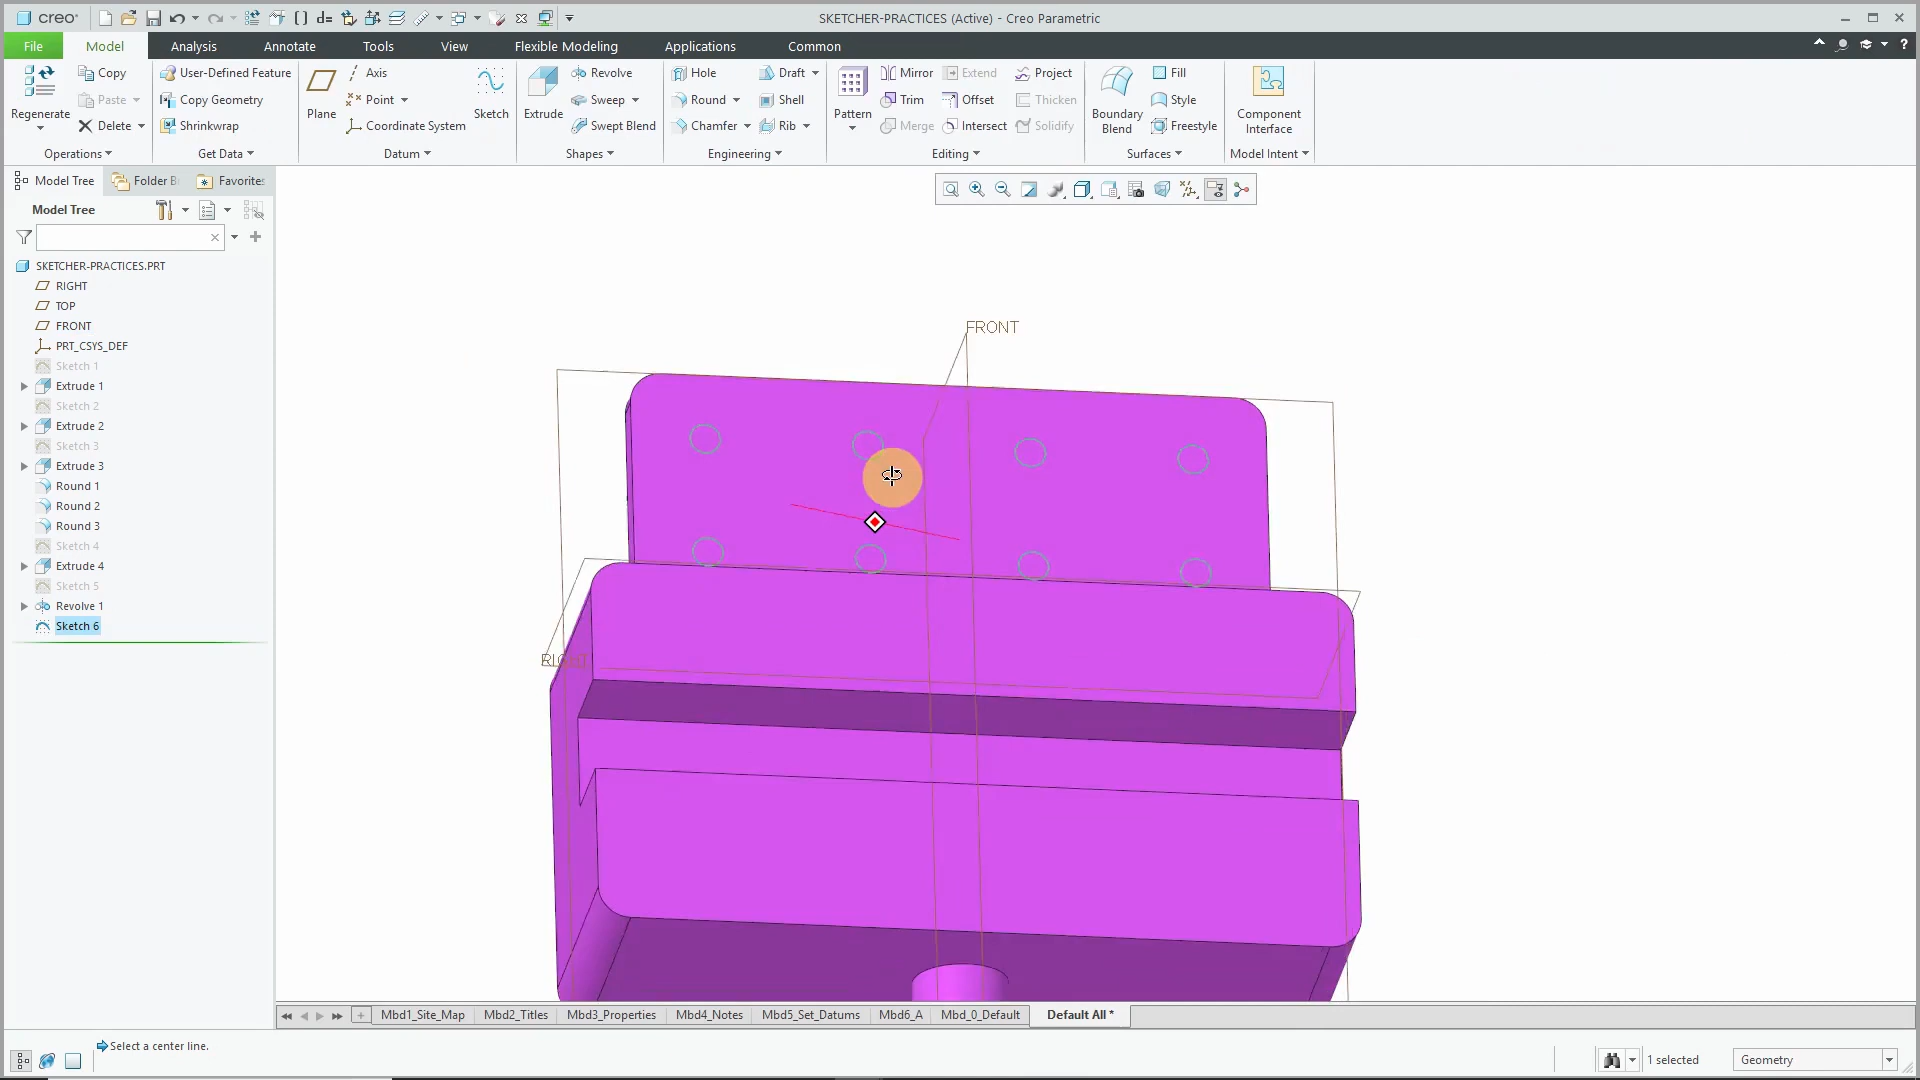 creo
SKETCHER-PRACTICES (Active) - Creo Parametric
File Model Analysis Annotate Tools View Flexible Modeling Applications Common
Regenerate Copy Paste Delete
User-Defined Feature
Copy Geometry
Shrinkwrap
Plane Axis Point Coordinate System Sketch
Extrude Revolve Sweep Swept Blend
Hole Round Chamfer Draft Shell Rib
Pattern Mirror Trim Merge Extend Offset Intersect Project Thicken Solidify
Boundary Blend Fill Style Freestyle
Component Interface
Operations Get Data Datum Shapes Engineering Editing Surfaces Model Intent
Model Tree Folder B Favorites
Model Tree
SKETCHER-PRACTICES.PRT
RIGHT
TOP
FRONT
PRT_CSYS_DEF
Sketch 1
Extrude 1
Sketch 2
Extrude 2
Sketch 3
Extrude 3
Round 1
Round 2
Round 3
Sketch 4
Extrude 4
Sketch 5
Revolve 1
Sketch 6
FRONT
RIGHT
Mbd1_Site_Map Mbd2_Titles Mbd3_Properties Mbd4_Notes Mbd5_Set_Datums Mbd6_A Mbd_0_Default Default All *
Select a center line.
1 selected Geometry